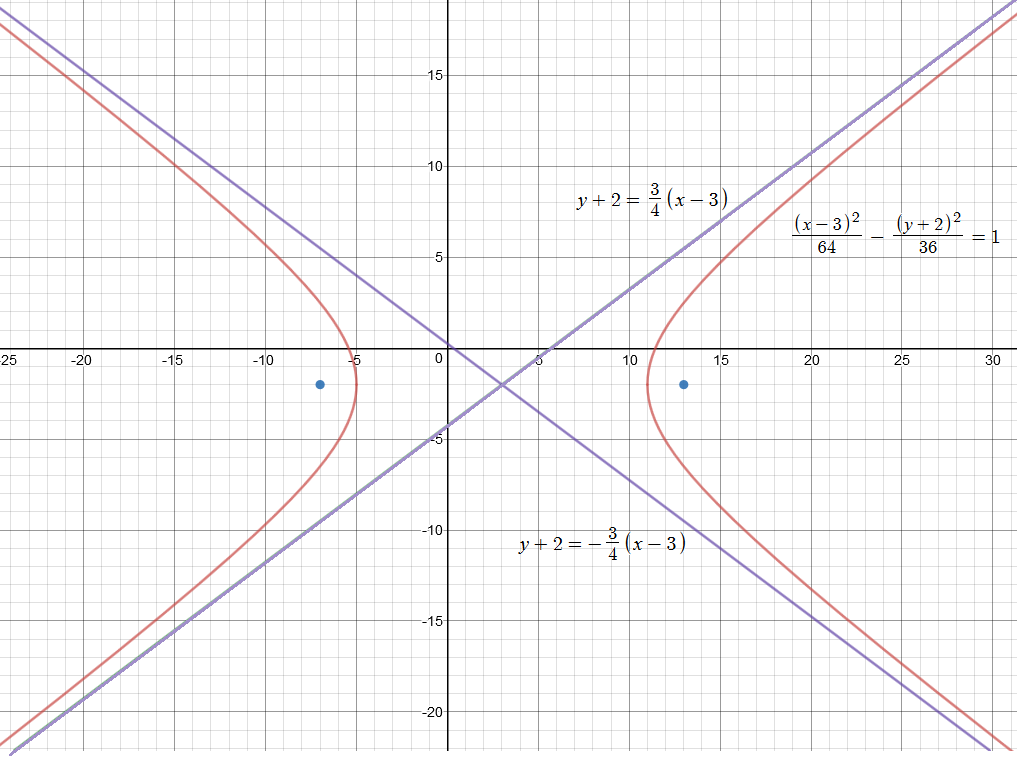 15
10
y + 2 = 3/4 (x − 3)
(x − 3)² / 64 − (y + 2)² / 36 = 1
5
-25 -20 -15 -10 -5 0 5 10 15 20 25 30
-5
-10
y + 2 = − 3/4 (x − 3)
-15
-20